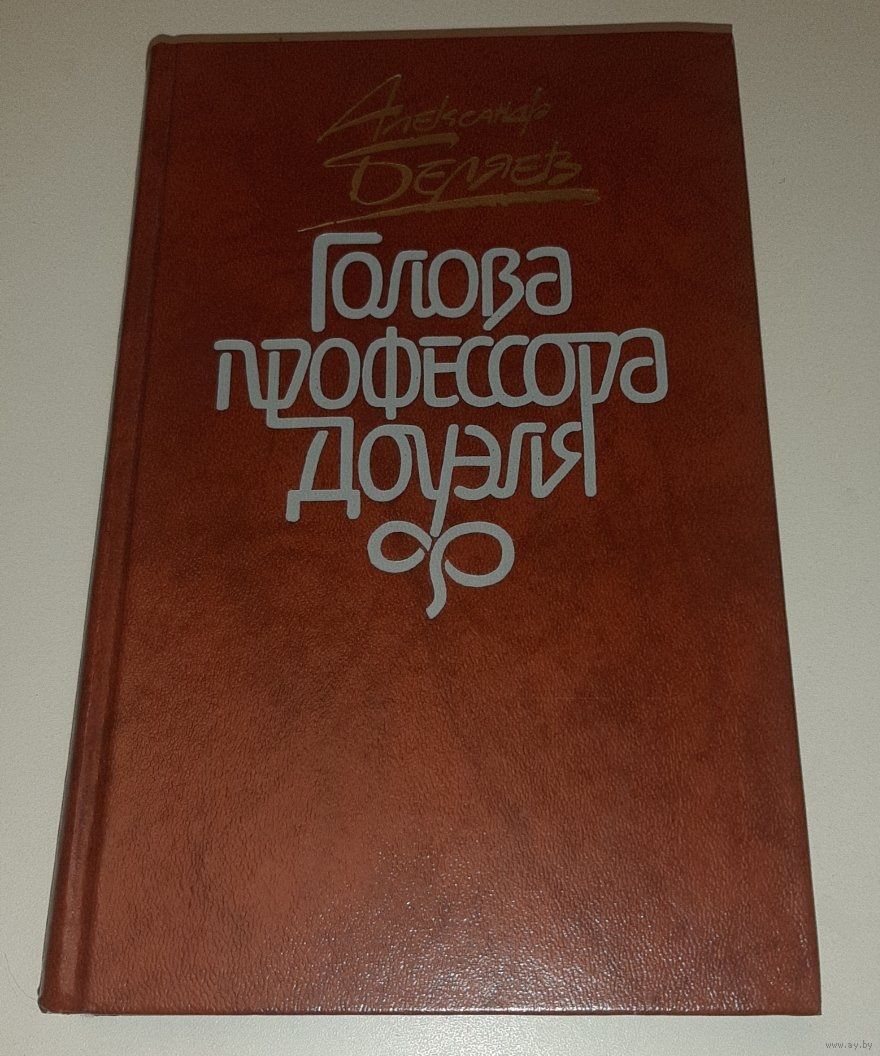 Александр
Беляев
Голова
профессора
Доуэля
www.ay.by